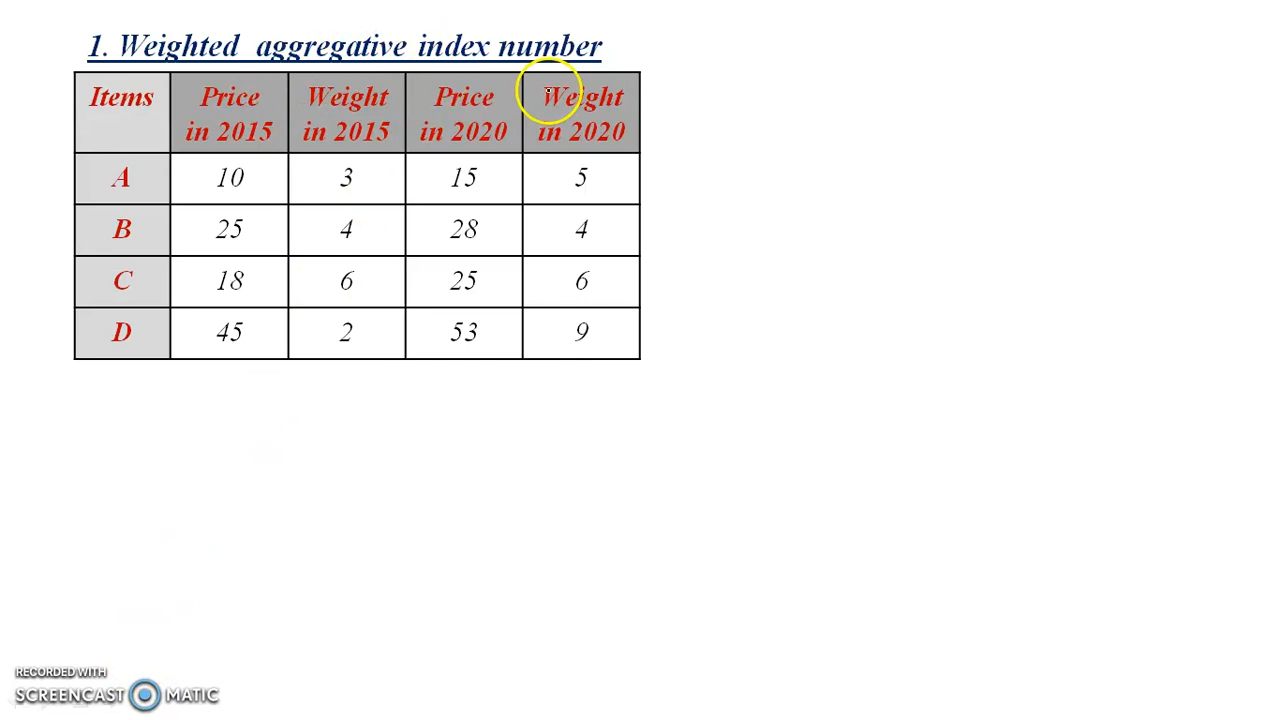 1. Weighted aggregative index number
Items Price in 2015 Weight in 2015 Price in 2020 Weight in 2020
A 10 3 15 5
B 25 4 28 4
C 18 6 25 6
D 45 2 53 9
RECORDED WITH
SCREENCAST MATIC